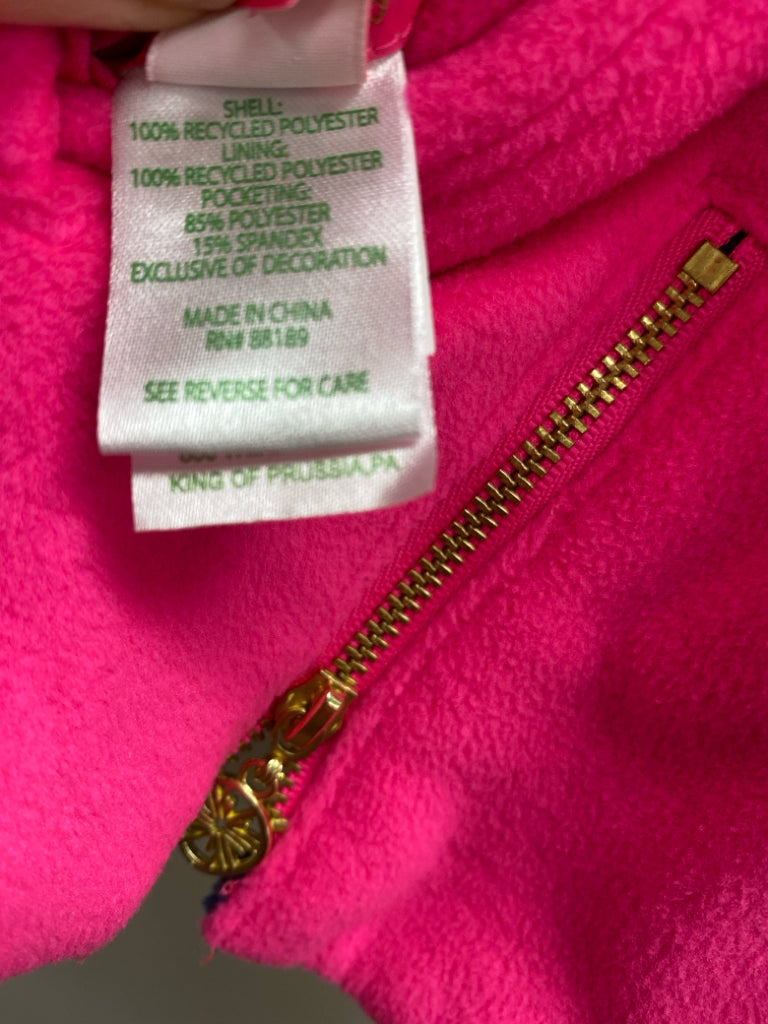 SHELL:
100% RECYCLED POLYESTER
LINING:
100% RECYCLED POLYESTER
POCKETING:
85% POLYESTER
15% SPANDEX
EXCLUSIVE OF DECORATION
MADE IN CHINA
RN# 88189
SEE REVERSE FOR CARE
KING OF PRUSSIA, PA